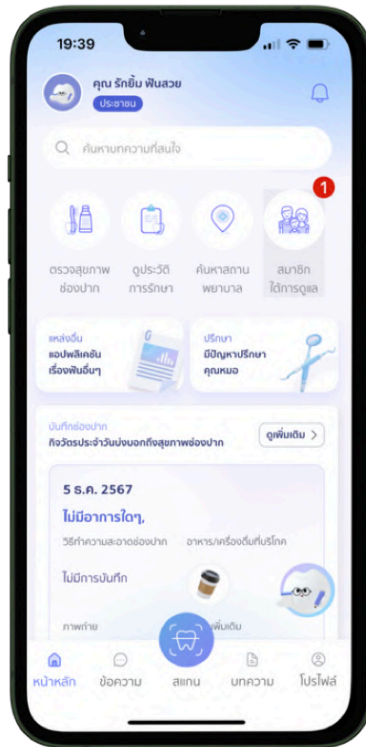 19:39
คุณ รักยิ้ม ฟันสวย
ประชาชน
ค้นหาบทความที่สนใจ
1
ตรวจสุขภาพ
ช่องปาก
ดูประวัติ
การรักษา
ค้นหาสถาน
พยาบาล
สมาชิก
ใต้การดูแล
แหล่งอื่น
แอปพลิเคชัน
เรื่องฟันอื่นๆ
ปรึกษา
มีปัญหาปรึกษา
คุณหมอ
บันทึกช่องปาก
กิจวัตรประจำวันบ่งบอกถึงสุขภาพช่องปาก
ดูเพิ่มเติม >
5 ธ.ค. 2567
ไม่มีอาการใดๆ,
วิธีทำความสะอาดช่องปาก
อาหาร/เครื่องดื่มที่บริโภค
ไม่มีการบันทึก
ภาพถ่าย
เพิ่มเติม
หน้าหลัก
ข้อความ
สแกน
บทความ
โปรไฟล์